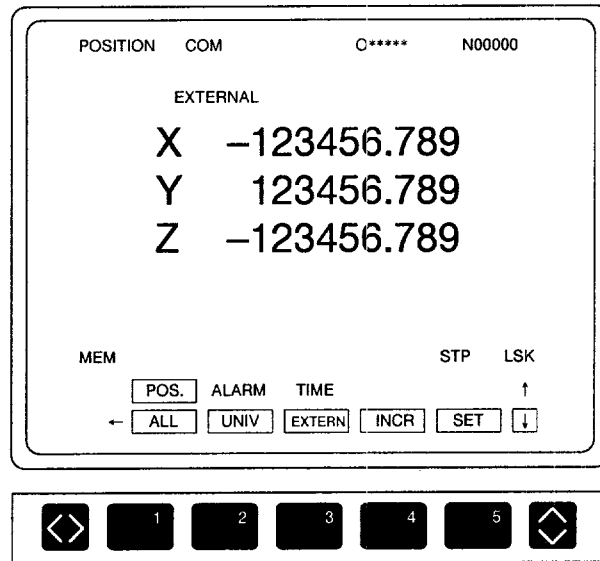 POSITION COM O***** N00000
EXTERNAL
X –123456.789
Y 123456.789
Z –123456.789
MEM STP LSK
POS. ALARM TIME ↑
← ALL UNIV EXTERN INCR SET ↓
1 2 3 4 5